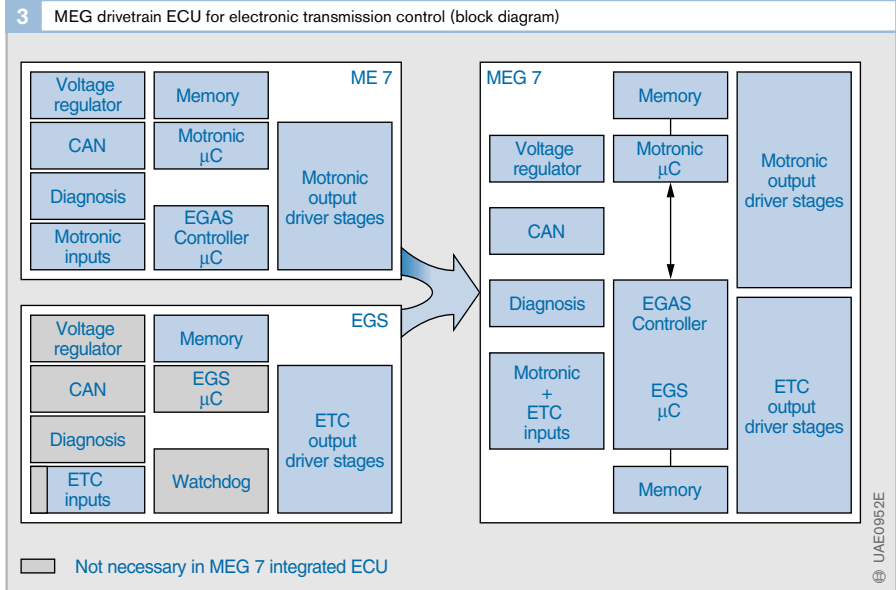 3 MEG drivetrain ECU for electronic transmission control (block diagram)
ME 7
Voltage
regulator
Memory
CAN
Motronic
µC
Diagnosis
Motronic
inputs
EGAS
Controller
µC
Motronic
output
driver stages
EGS
Voltage
regulator
Memory
CAN
EGS
µC
Diagnosis
ETC
inputs
Watchdog
ETC
output
driver stages
MEG 7
Memory
Voltage
regulator
Motronic
µC
CAN
Diagnosis
EGAS
Controller
EGS
µC
Motronic
+
ETC
inputs
Memory
Motronic
output
driver stages
ETC
output
driver stages
Not necessary in MEG 7 integrated ECU
UAE0952E